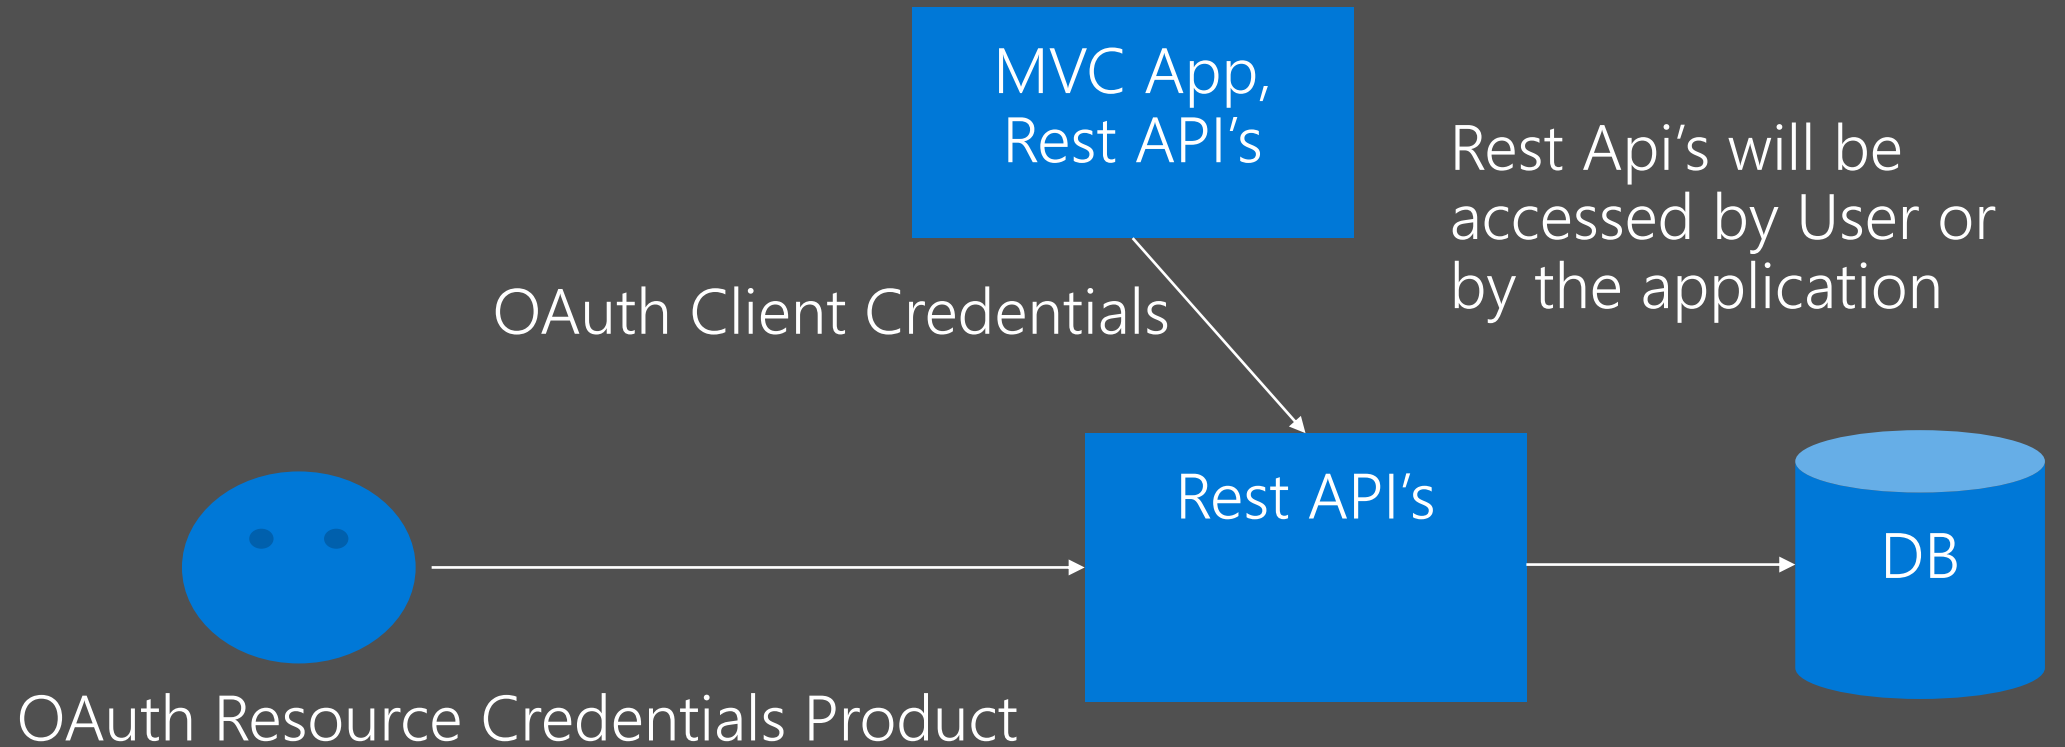 MVC App,
Rest API’s
Rest Api’s will be
accessed by User or
by the application
OAuth Client Credentials
Rest API’s
DB
OAuth Resource Credentials Product